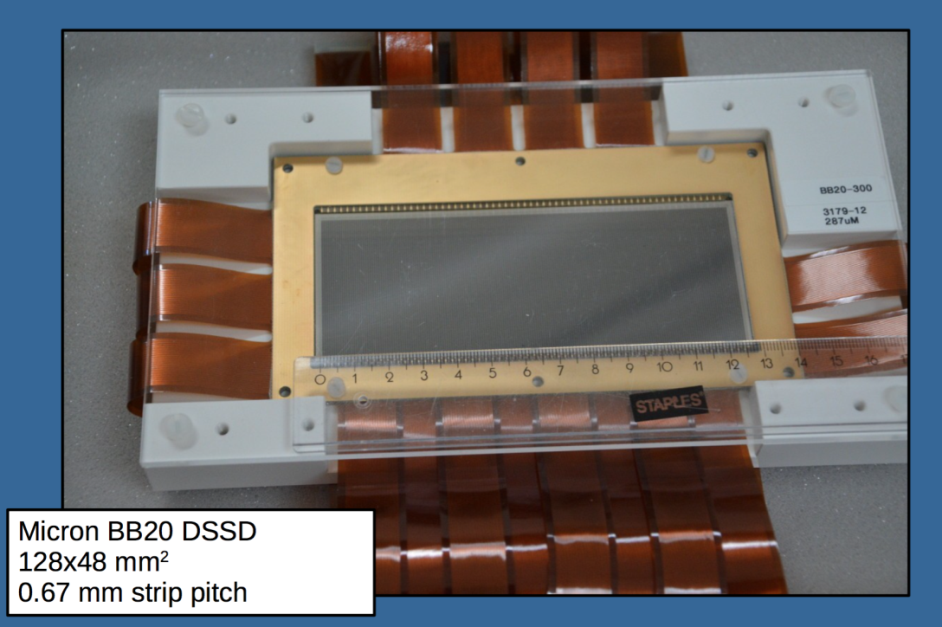 BB20-300
3179-12
287uM
0 1 2 3 4 5 6 7 8 9 10 11 12 13 14 15 16
STAPLES
Micron BB20 DSSD
128x48 mm²
0.67 mm strip pitch